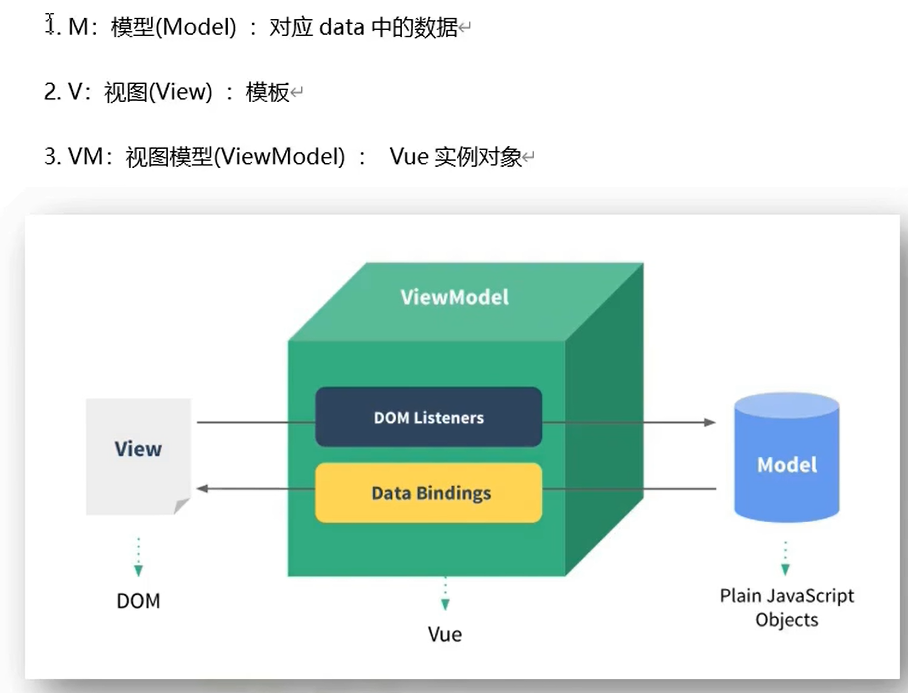 1. M：模型(Model) ：对应 data 中的数据↵
2. V：视图(View) ：模板↵
3. VM：视图模型(ViewModel) ： Vue 实例对象↵
ViewModel
DOM Listeners
View
Model
Data Bindings
DOM
Plain JavaScript
Objects
Vue